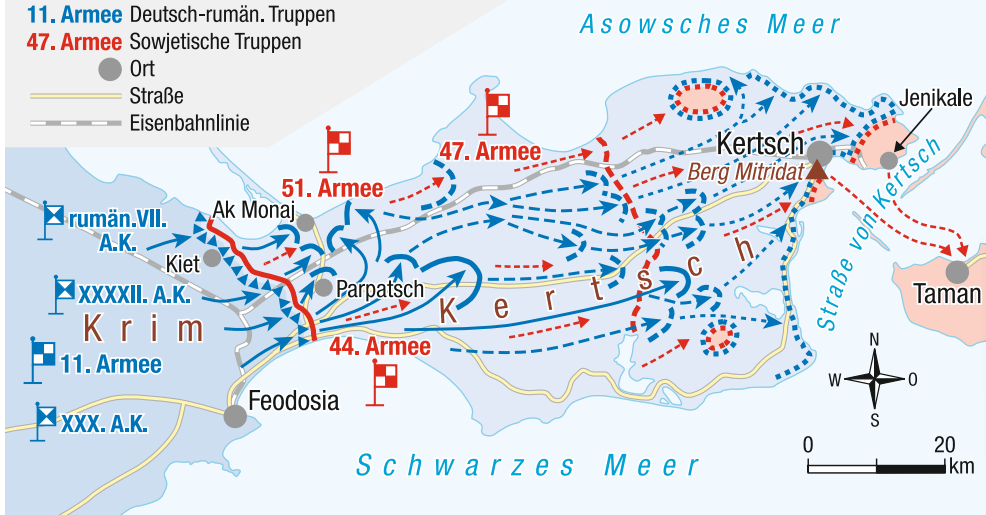 11. Armee Deutsch-rumän. Truppen
47. Armee Sowjetische Truppen
Ort
Straße
Eisenbahnlinie
Asowsches Meer
Jenikale
47. Armee
Kertsch
Berg Mitridat
51. Armee
Ak Monaj
rumän.VII.
A.K.
Kiet
Straße von Kertsch
Parpatsch
XXXXII. A.K.
Kertsch
Taman
Krim
44. Armee
11. Armee
N
W
O
S
Feodosia
XXX. A.K.
0
20
km
Schwarzes Meer